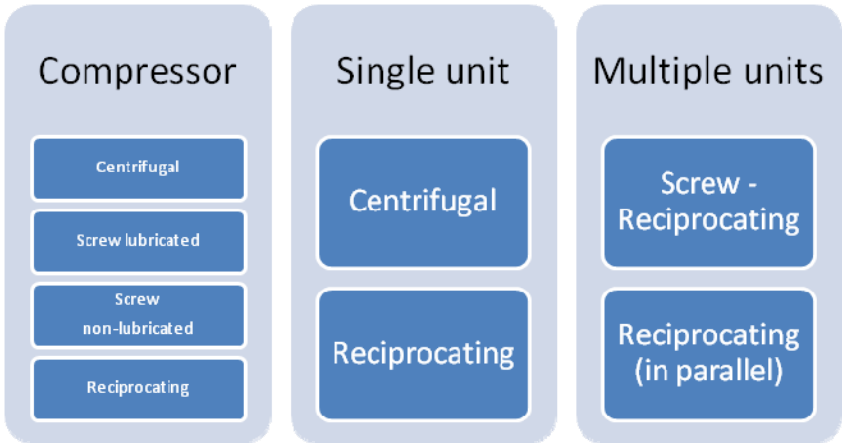 Compressor
Centrifugal
Screw lubricated
Screw
non-lubricated
Reciprocating
Single unit
Centrifugal
Reciprocating
Multiple units
Screw -
Reciprocating
Reciprocating
(in parallel)